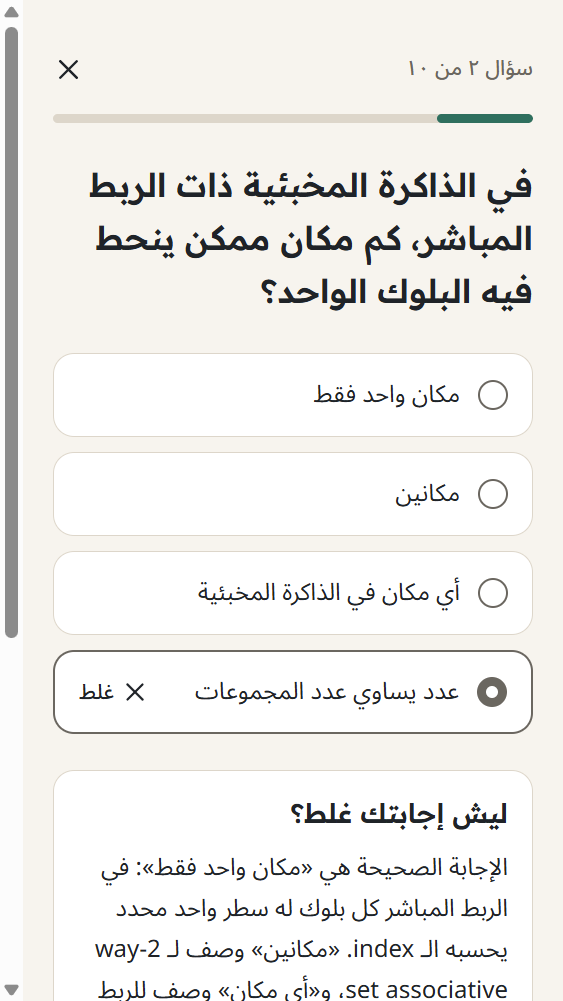 سؤال ٢ من ١٠
في الذاكرة المخبئية ذات الربط
المباشر، كم مكان ممكن ينحط
فيه البلوك الواحد؟
مكان واحد فقط
مكانين
أي مكان في الذاكرة المخبئية
عدد يساوي عدد المجموعات
غلط
ليش إجابتك غلط؟
الإجابة الصحيحة هي «مكان واحد فقط»: في
الربط المباشر كل بلوك له سطر واحد محدد
يحسبه الـ index. «مكانين» وصف لـ 2-way
set associative، و«أي مكان» وصف للربط